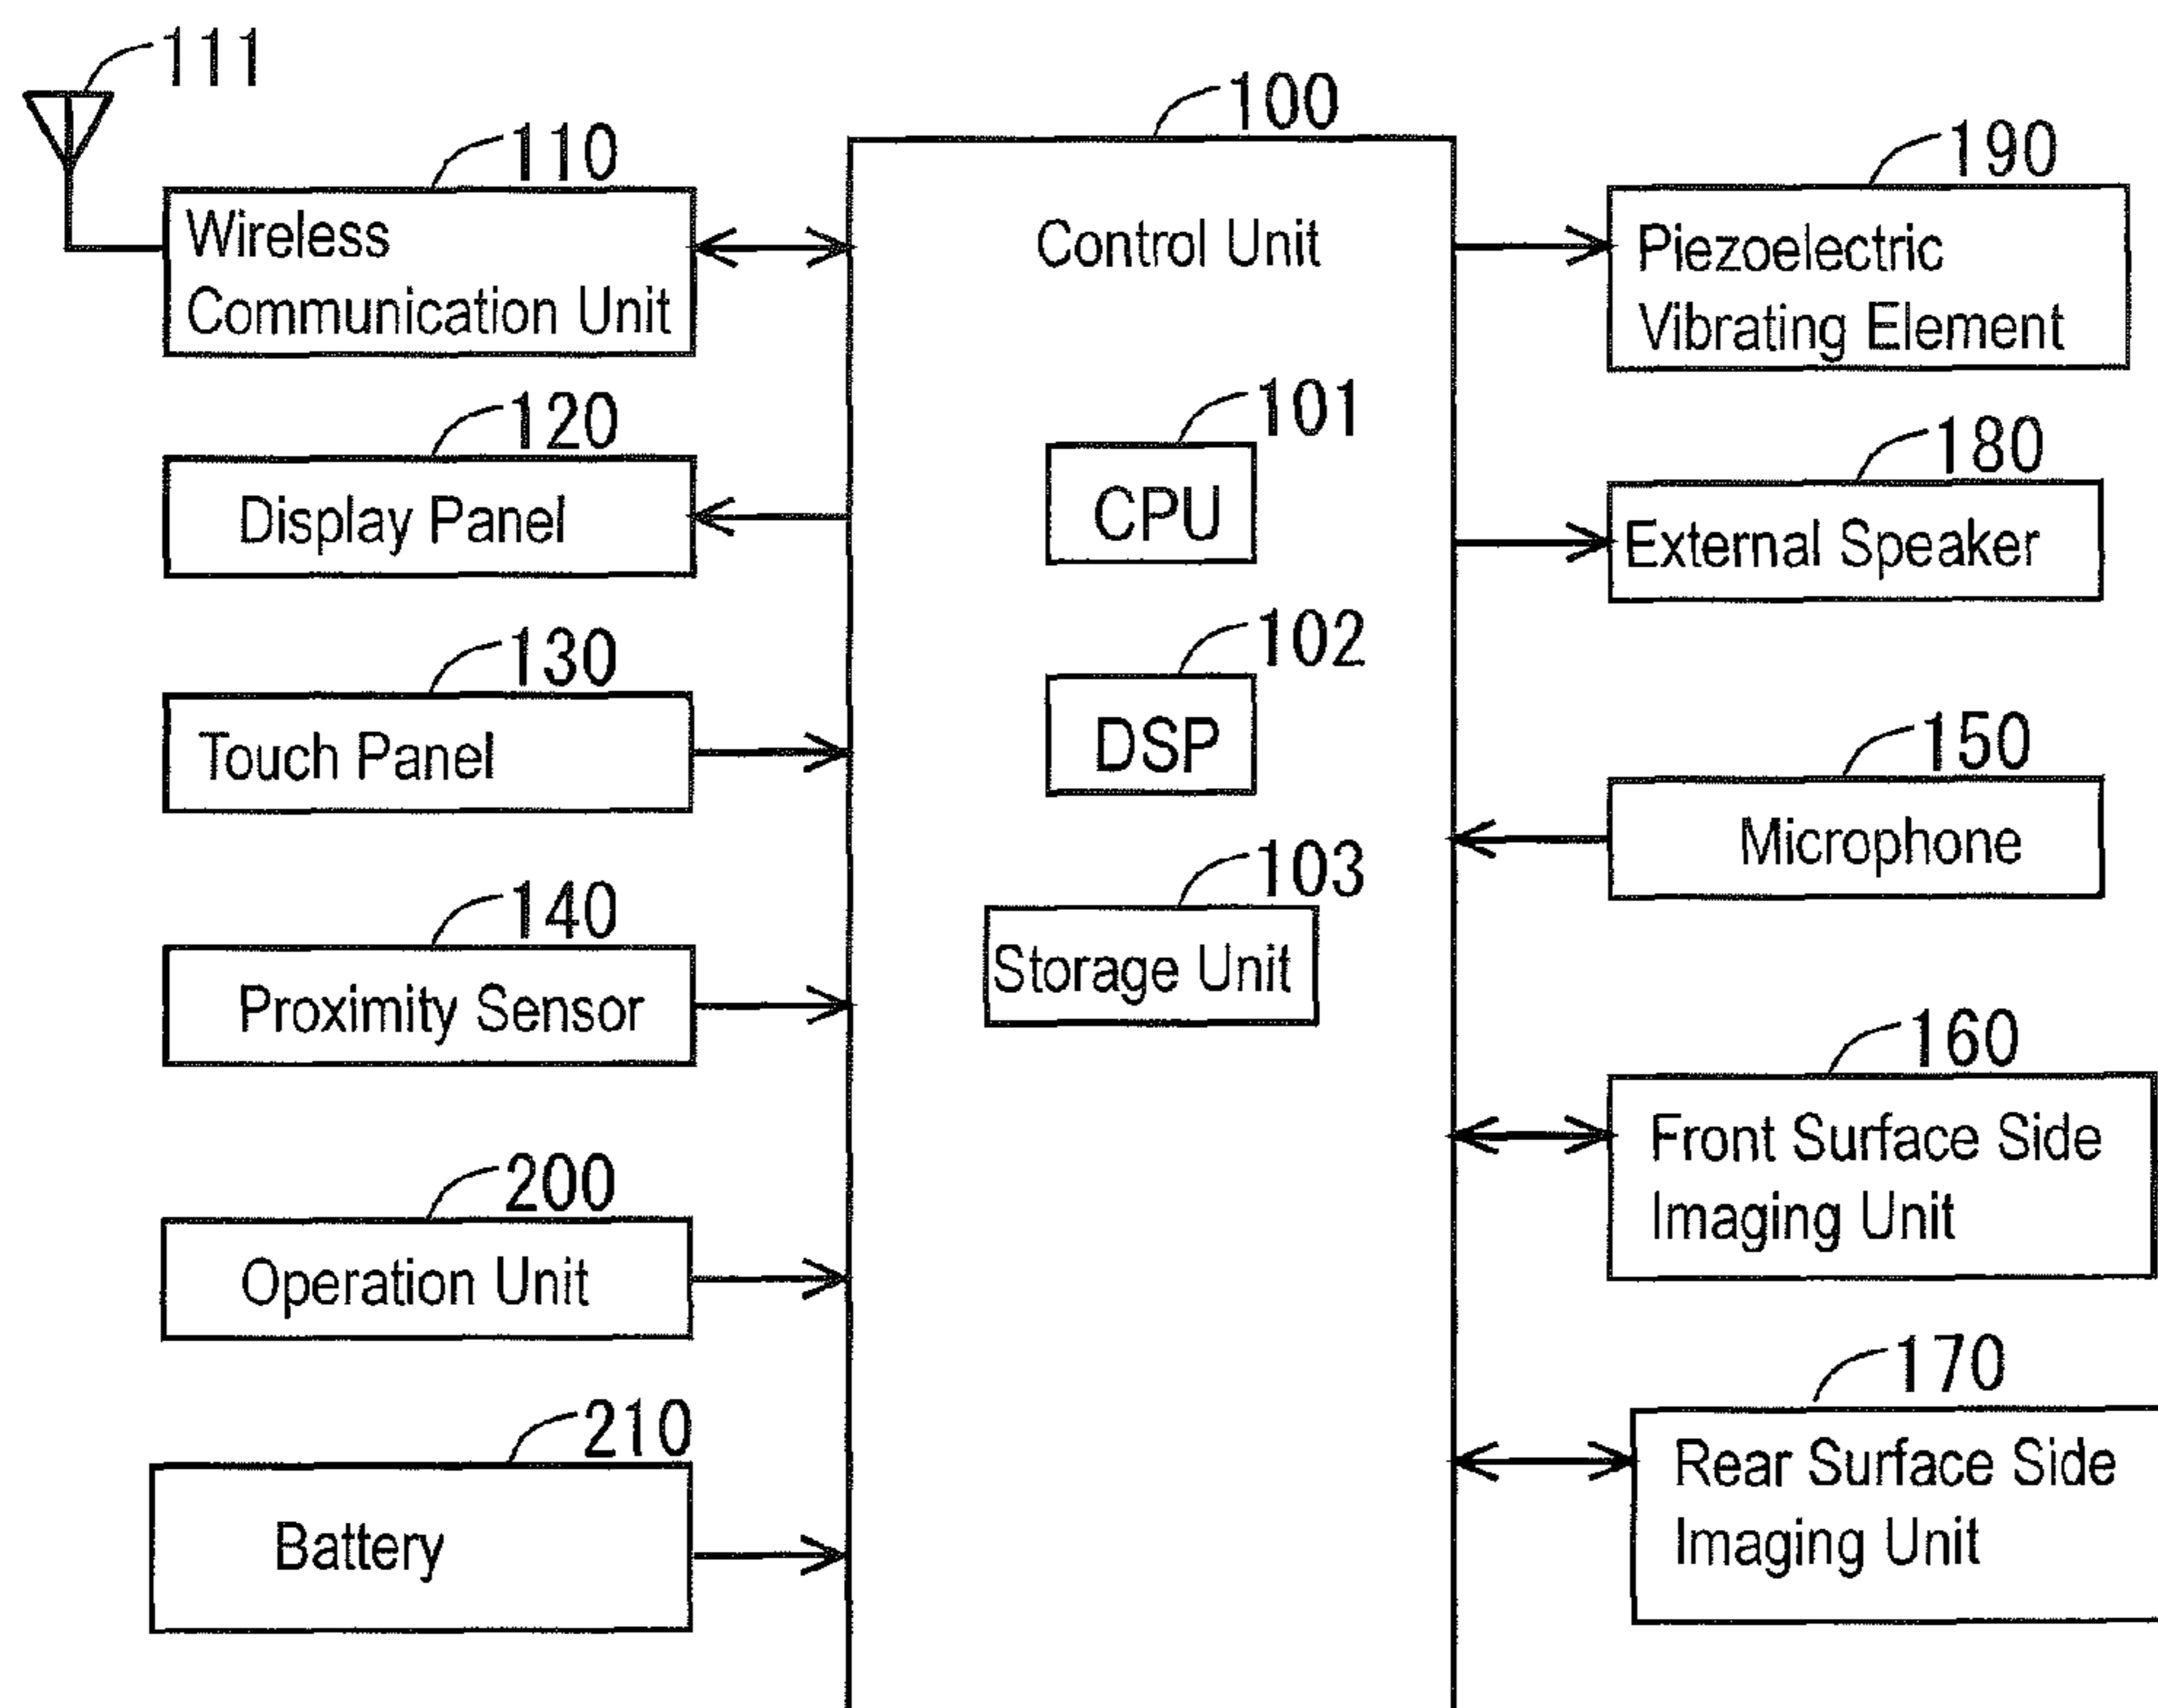 111
110
Wireless
Communication Unit
120
Display Panel
130
Touch Panel
140
Proximity Sensor
200
Operation Unit
210
Battery
100
Control Unit
101
CPU
102
DSP
103
Storage Unit
190
Piezoelectric
Vibrating Element
180
External Speaker
150
Microphone
160
Front Surface Side
Imaging Unit
170
Rear Surface Side
Imaging Unit